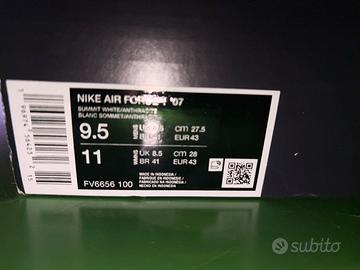 NIKE AIR FORCE 1 '07
SUMMIT WHITE/ANTHRACITE
BLANC SOMMET/ANTHRACITE
9.5 cm 27.5
EUR 43
11 UK 8.5 cm 28
BR 41 EUR 43
FV6656 100
MADE IN INDONESIA /
FABRIQUÉ EN INDONÉSIE /
HECHO EN INDONESIA
subito